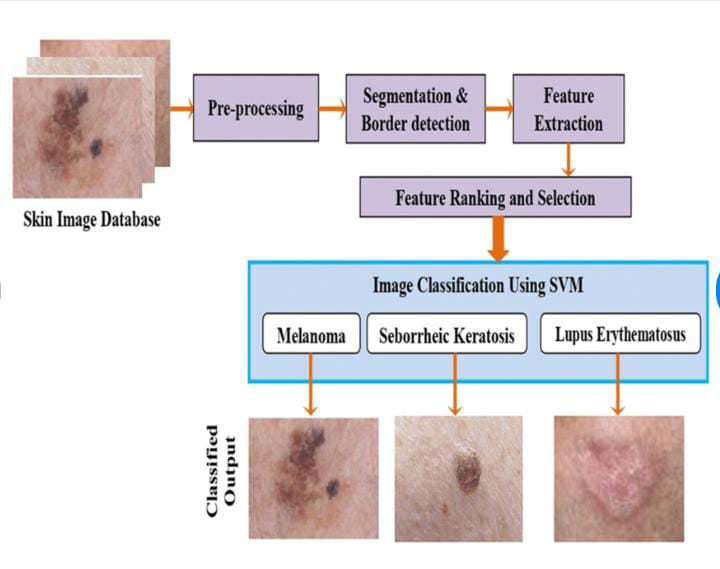 Pre-processing
Segmentation &
Border detection
Feature
Extraction
Skin Image Database
Feature Ranking and Selection
Image Classification Using SVM
Melanoma
Seborrheic Keratosis
Lupus Erythematosus
Classified
Output